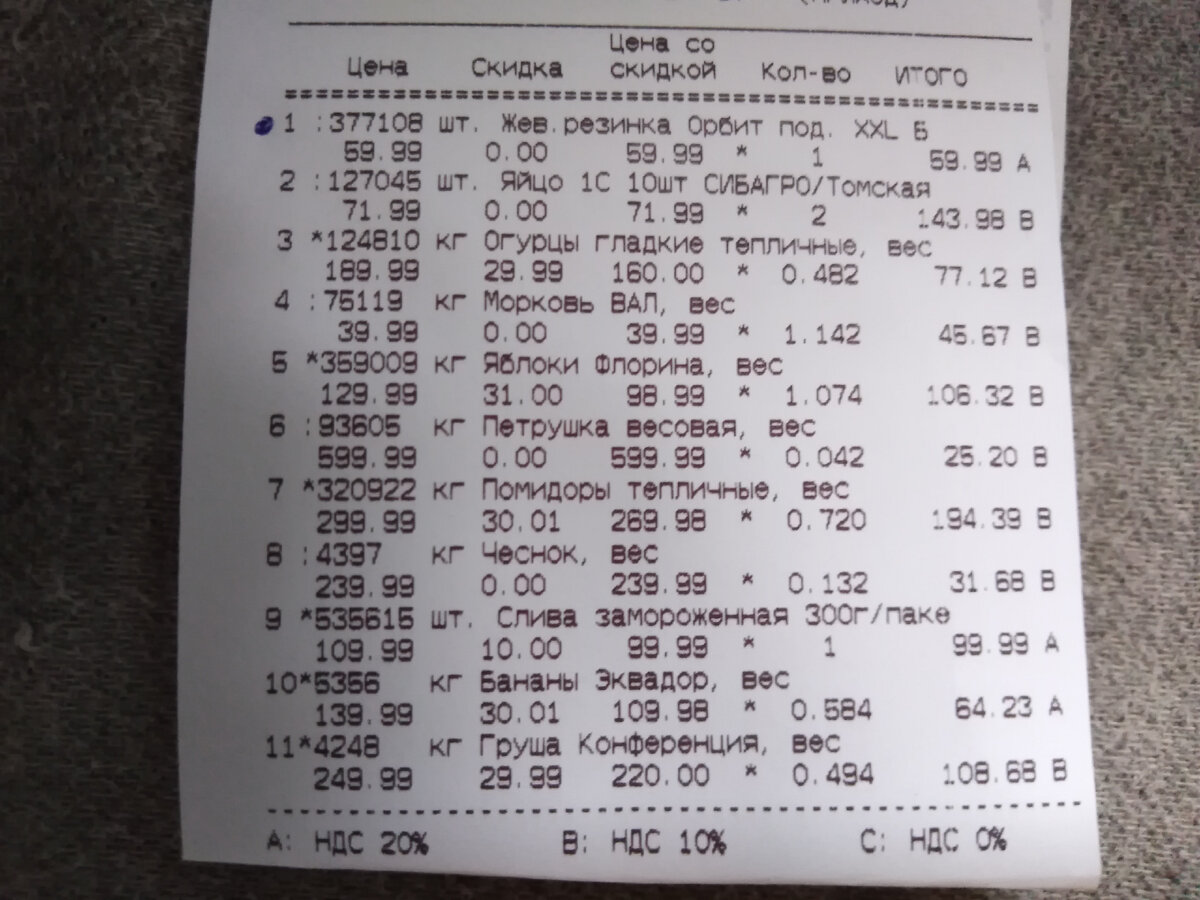 Цена со
Цена Скидка скидкой Кол-во ИТОГО
1 :377108 шт. Жев.резинка Орбит под. XXL Б
59.99 0.00 59.99 * 1 59.99 A
2 :127045 шт. Яйцо 1С 10шт СИБАГРО/Томская
71.99 0.00 71.99 * 2 143.98 B
3 *124810 кг Огурцы гладкие тепличные, вес
189.99 29.99 160.00 * 0.482 77.12 B
4 :75119 кг Морковь ВАЛ, вес
39.99 0.00 39.99 * 1.142 45.67 B
5 *359009 кг Яблоки Флорина, вес
129.99 31.00 98.99 * 1.074 106.32 B
6 :93605 кг Петрушка весовая, вес
599.99 0.00 599.99 * 0.042 25.20 B
7 *320922 кг Помидоры тепличные, вес
299.99 30.01 269.98 * 0.720 194.39 B
8 :4397 кг Чеснок, вес
239.99 0.00 239.99 * 0.132 31.68 B
9 *535615 шт. Слива замороженная 300г/паке
109.99 10.00 99.99 * 1 99.99 A
10*5356 кг Бананы Эквадор, вес
139.99 30.01 109.98 * 0.584 64.23 A
11*4248 кг Груша Конференция, вес
249.99 29.99 220.00 * 0.494 108.68 B
A: НДС 20% B: НДС 10% C: НДС 0%